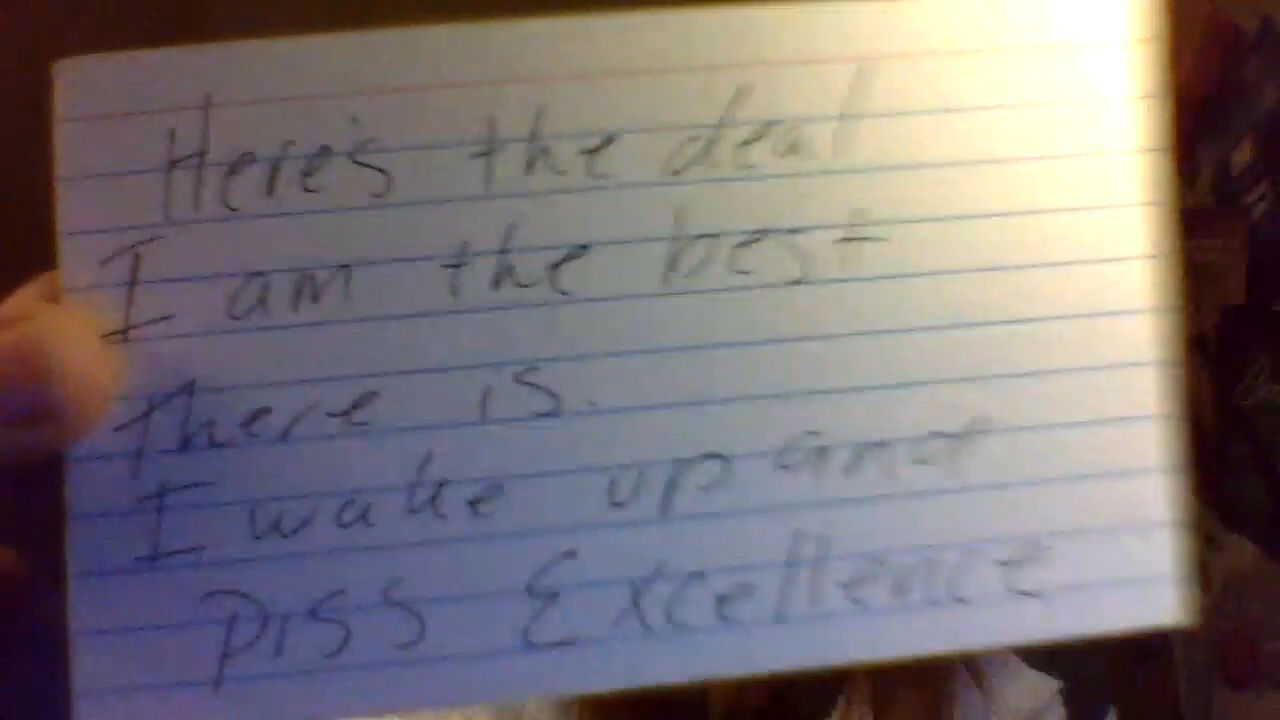 Here's the deal
I am the best
there is.
I wake up and
piss Excellence